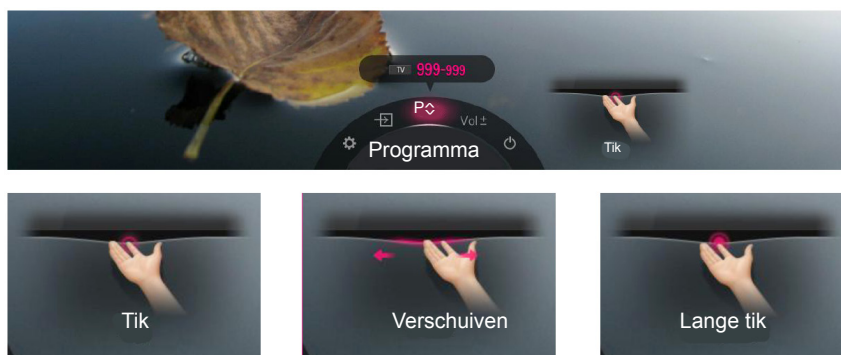 TV 999-999
P
Vol ±
Programma
Tik
Tik
Verschuiven
Lange tik